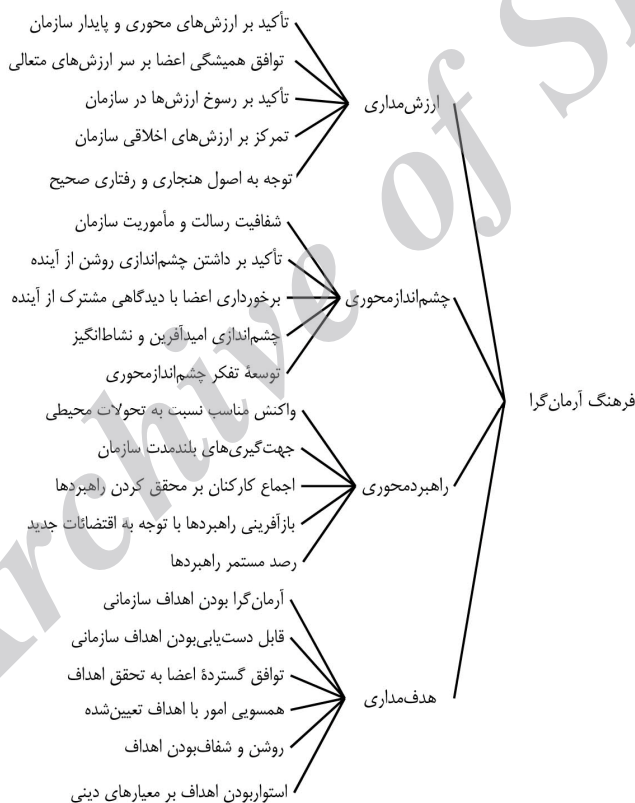 فرهنگ آرمان‌گرا
ارزش‌مداری
تأکید بر ارزش‌های محوری و پایدار سازمان
توافق همیشگی اعضا بر سر ارزش‌های متعالی
تأکید بر رسوخ ارزش‌ها در سازمان
تمرکز بر ارزش‌های اخلاقی سازمان
توجه به اصول هنجاری و رفتاری صحیح
چشم‌اندازمحوری
شفافیت رسالت و مأموریت سازمان
تأکید بر داشتن چشم‌اندازی روشن از آینده
برخورداری اعضا با دیدگاهی مشترک از آینده
چشم‌اندازی امیدآفرین و نشاط‌انگیز
توسعهٔ تفکر چشم‌اندازمحوری
راهبردمحوری
واکنش مناسب نسبت به تحولات محیطی
جهت‌گیری‌های بلندمدت سازمان
اجماع کارکنان بر محقق کردن راهبردها
بازآفرینی راهبردها با توجه به اقتضائات جدید
رصد مستمر راهبردها
هدف‌مداری
آرمان‌گرا بودن اهداف سازمانی
قابل دست‌یابی‌بودن اهداف سازمانی
توافق گستردهٔ اعضا به تحقق اهداف
همسویی امور با اهداف تعیین‌شده
روشن و شفاف‌بودن اهداف
استواربودن اهداف بر معیارهای دینی
Archive of S